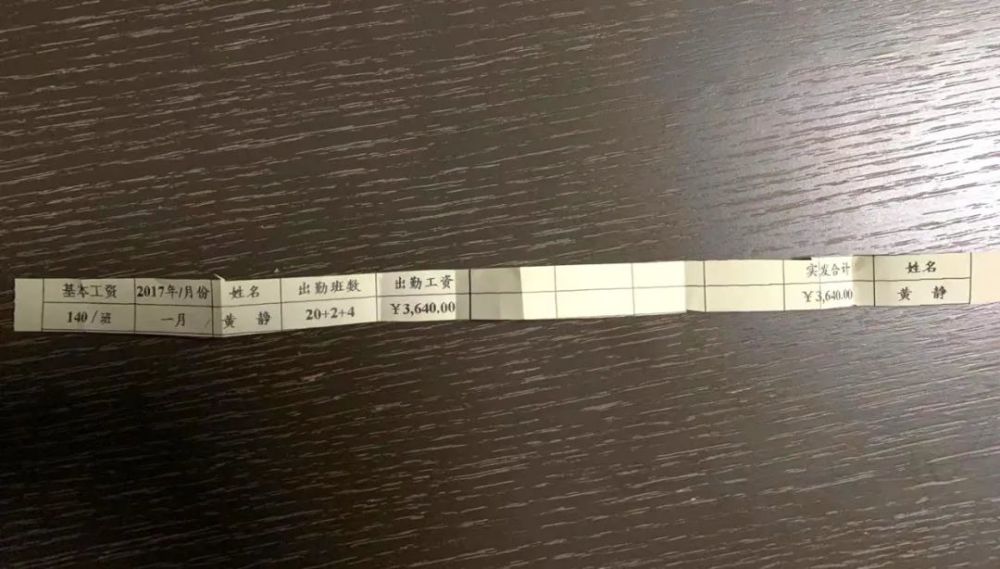 基本工资 2017年/月份 姓名 出勤班数 出勤工资 实发合计 姓名
140/班 一月 黄 静 20+2+4 ¥3,640.00 ¥3,640.00 黄 静